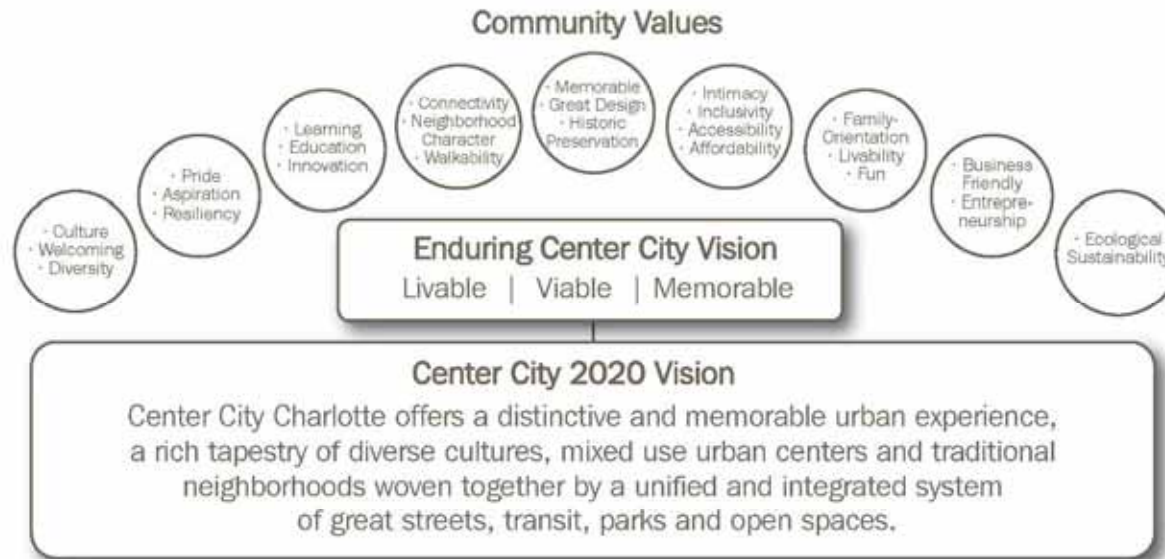 Community Values
· Culture
· Welcoming
· Diversity
· Pride
· Aspiration
· Resiliency
· Learning
· Education
· Innovation
· Connectivity
· Neighborhood
Character
· Walkability
· Memorable
· Great Design
· Historic
Preservation
· Intimacy
· Inclusivity
· Accessibility
· Affordability
· Family-
Orientation
· Livability
· Fun
· Business
Friendly
· Entrepre-
neurship
· Ecological
Sustainability
Enduring Center City Vision
Livable | Viable | Memorable
Center City 2020 Vision
Center City Charlotte offers a distinctive and memorable urban experience,
a rich tapestry of diverse cultures, mixed use urban centers and traditional
neighborhoods woven together by a unified and integrated system
of great streets, transit, parks and open spaces.